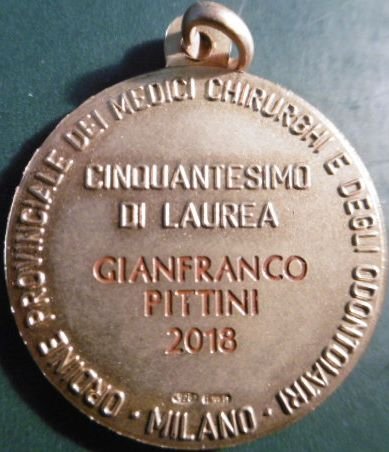 ORDINE PROVINCIALE DEI MEDICI CHIRURGHI E DEGLI ODONTOIATRI · MILANO ·
CINQUANTESIMO
DI LAUREA
GIANFRANCO
PITTINI
2018